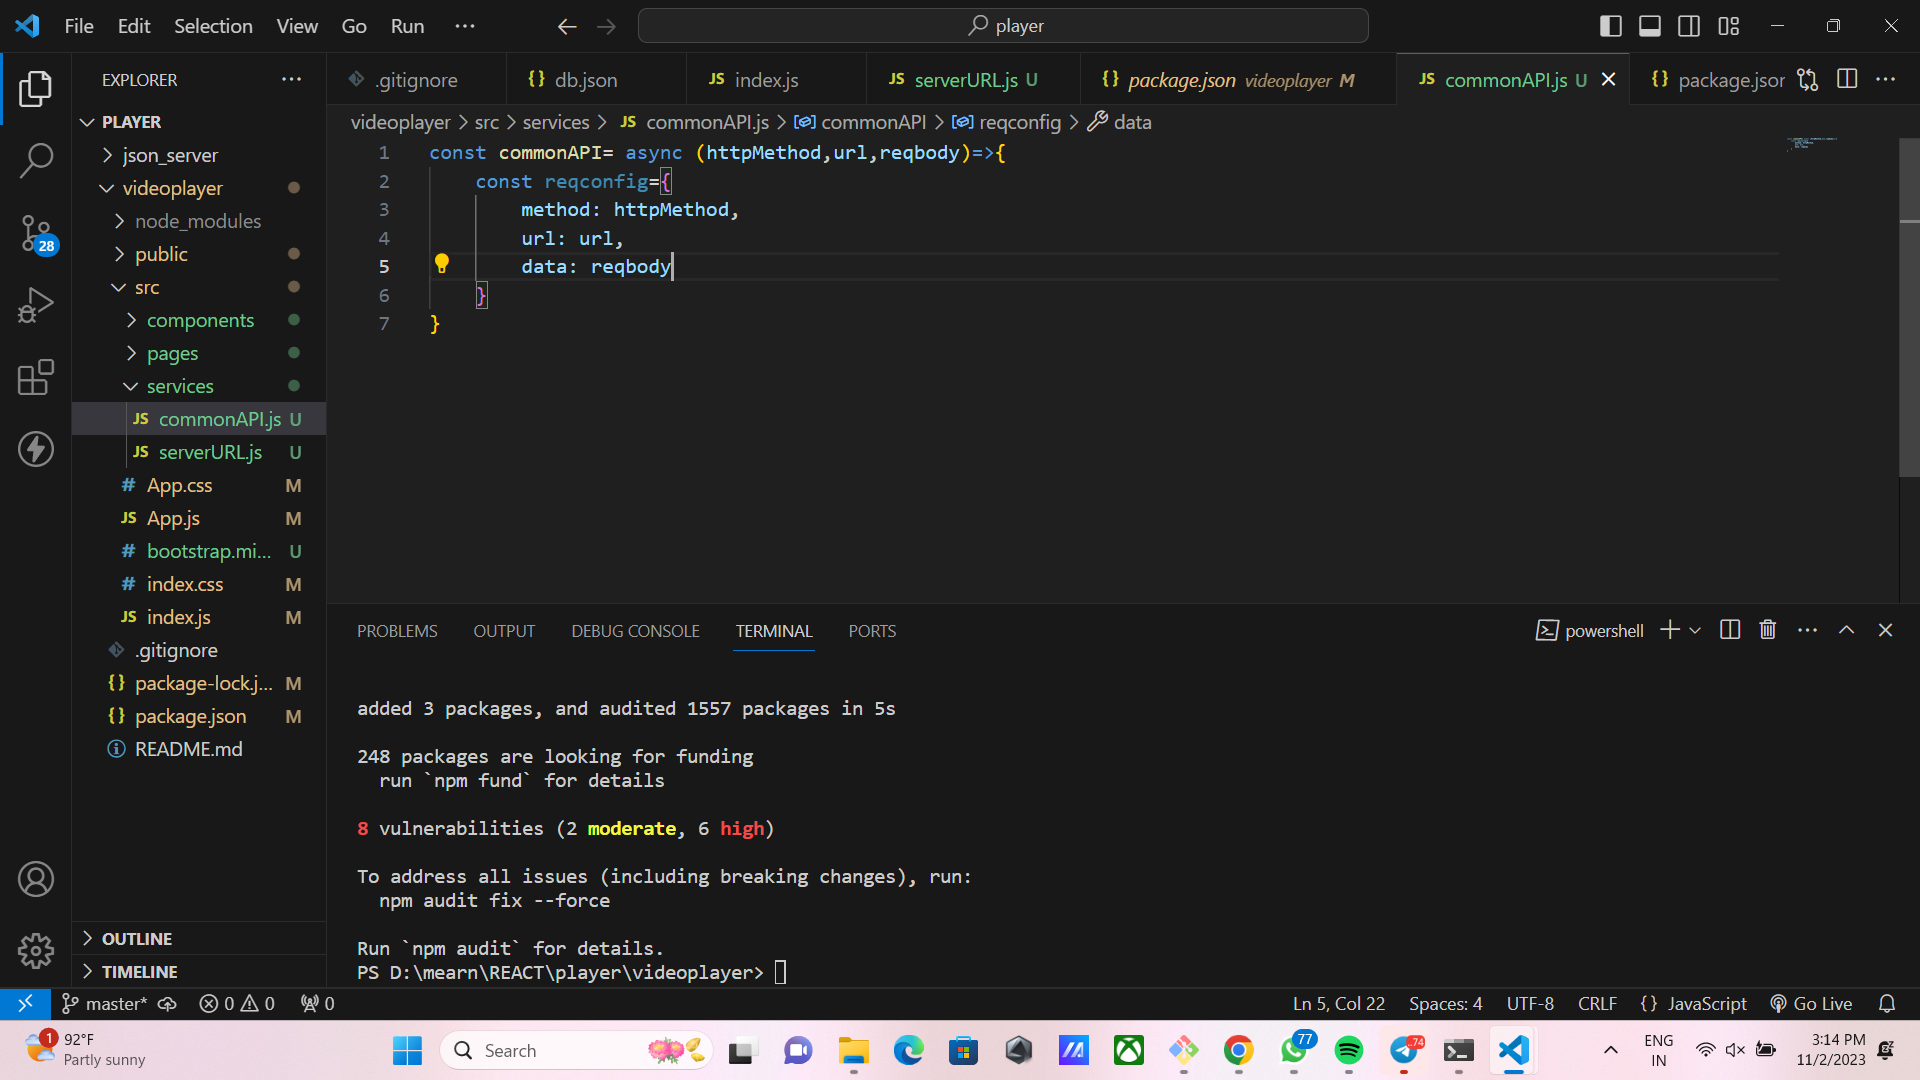 File Edit Selection View Go Run ...
player
EXPLORER ...
PLAYER
json_server
videoplayer
node_modules
public
src
components
pages
services
JS commonAPI.js U
JS serverURL.js U
# App.css M
JS App.js M
# bootstrap.mi... U
# index.css M
JS index.js M
.gitignore
{} package-lock.j... M
{} package.json M
README.md
OUTLINE
TIMELINE
28
.gitignore {} db.json JS index.js JS serverURL.js U {} package.json videoplayer M JS commonAPI.js U {} package.jsor ...
videoplayer > src > services > JS commonAPI.js > commonAPI > reqconfig > data
1 const commonAPI= async (httpMethod,url,reqbody)=>{
2 const reqconfig={
3 method: httpMethod,
4 url: url,
5 data: reqbody
6 }
7 }
PROBLEMS OUTPUT DEBUG CONSOLE TERMINAL PORTS
powershell ...
added 3 packages, and audited 1557 packages in 5s
248 packages are looking for funding
run `npm fund` for details
8 vulnerabilities (2 moderate, 6 high)
To address all issues (including breaking changes), run:
npm audit fix --force
Run `npm audit` for details.
PS D:\mearn\REACT\player\videoplayer>
master* 0 0 0
Ln 5, Col 22 Spaces: 4 UTF-8 CRLF {} JavaScript Go Live
1
92°F
Partly sunny
Search
77
74
ENG
IN
3:14 PM
11/2/2023